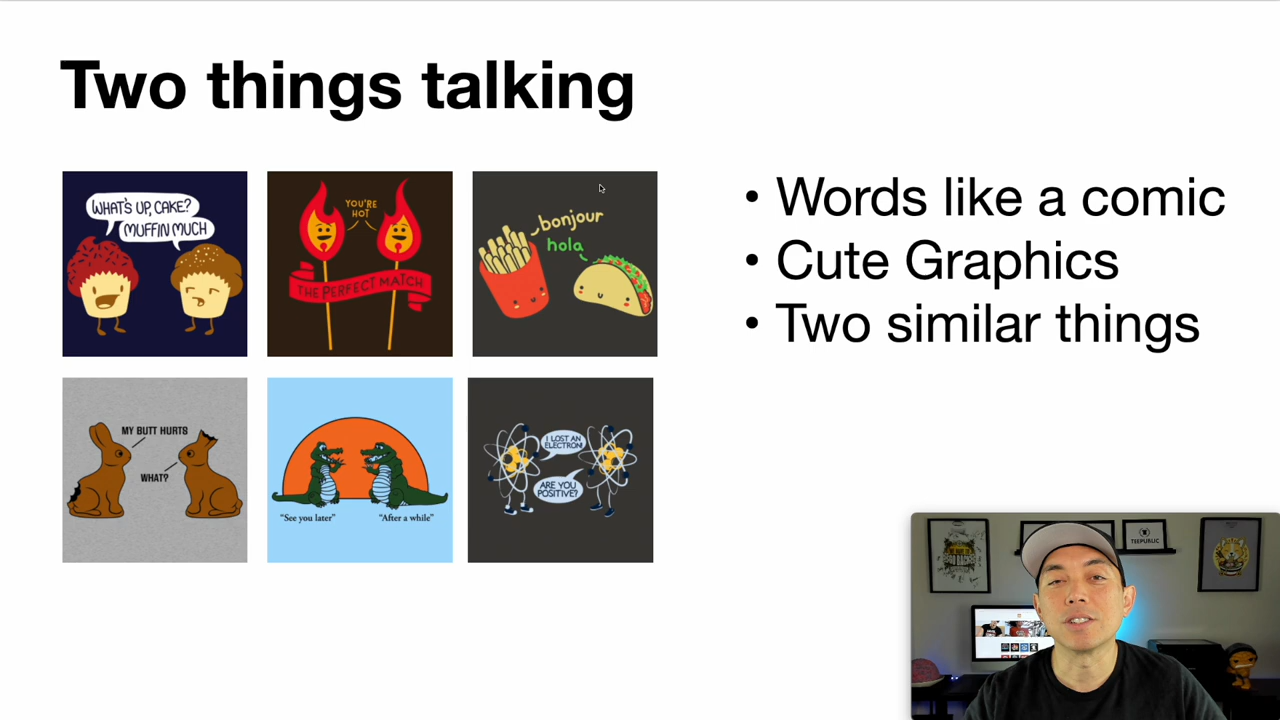 Two things talking
WHAT'S UP, CAKE?
MUFFIN MUCH
YOU'RE
HOT
THE PERFECT MATCH
bonjour
hola
MY BUTT HURTS
WHAT?
"See you later"
"After a while"
I LOST AN
ELECTRON!
ARE YOU
POSITIVE?
• Words like a comic
• Cute Graphics
• Two similar things
TEEPUBLIC